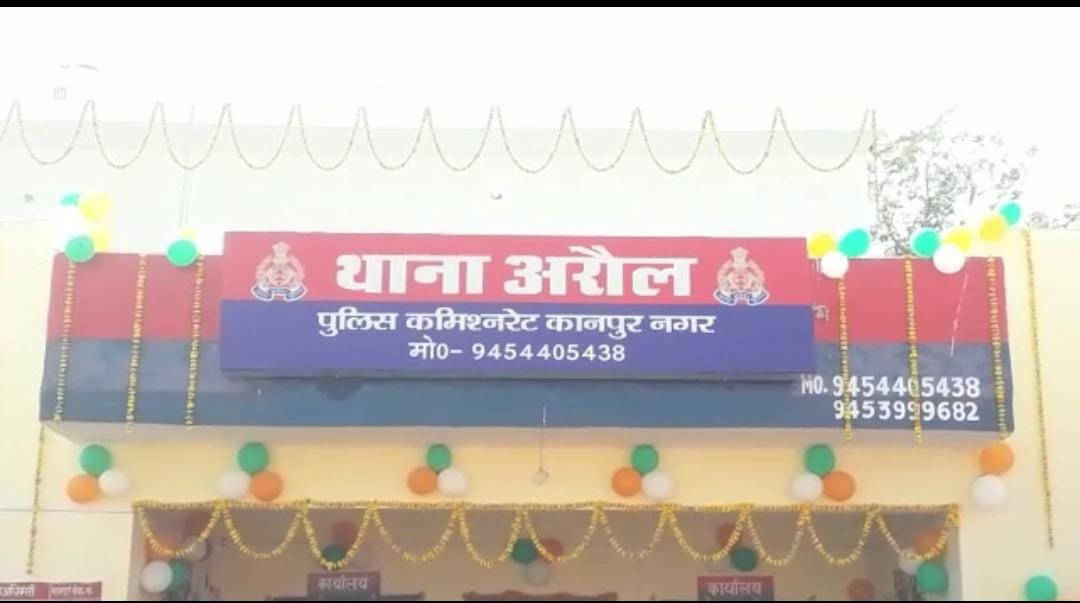 थाना अरौल
पुलिस कमिश्नरेट कानपुर नगर
मो0- 9454405438
MO. 9454405438
9453999682
कार्यालय
कार्यालय